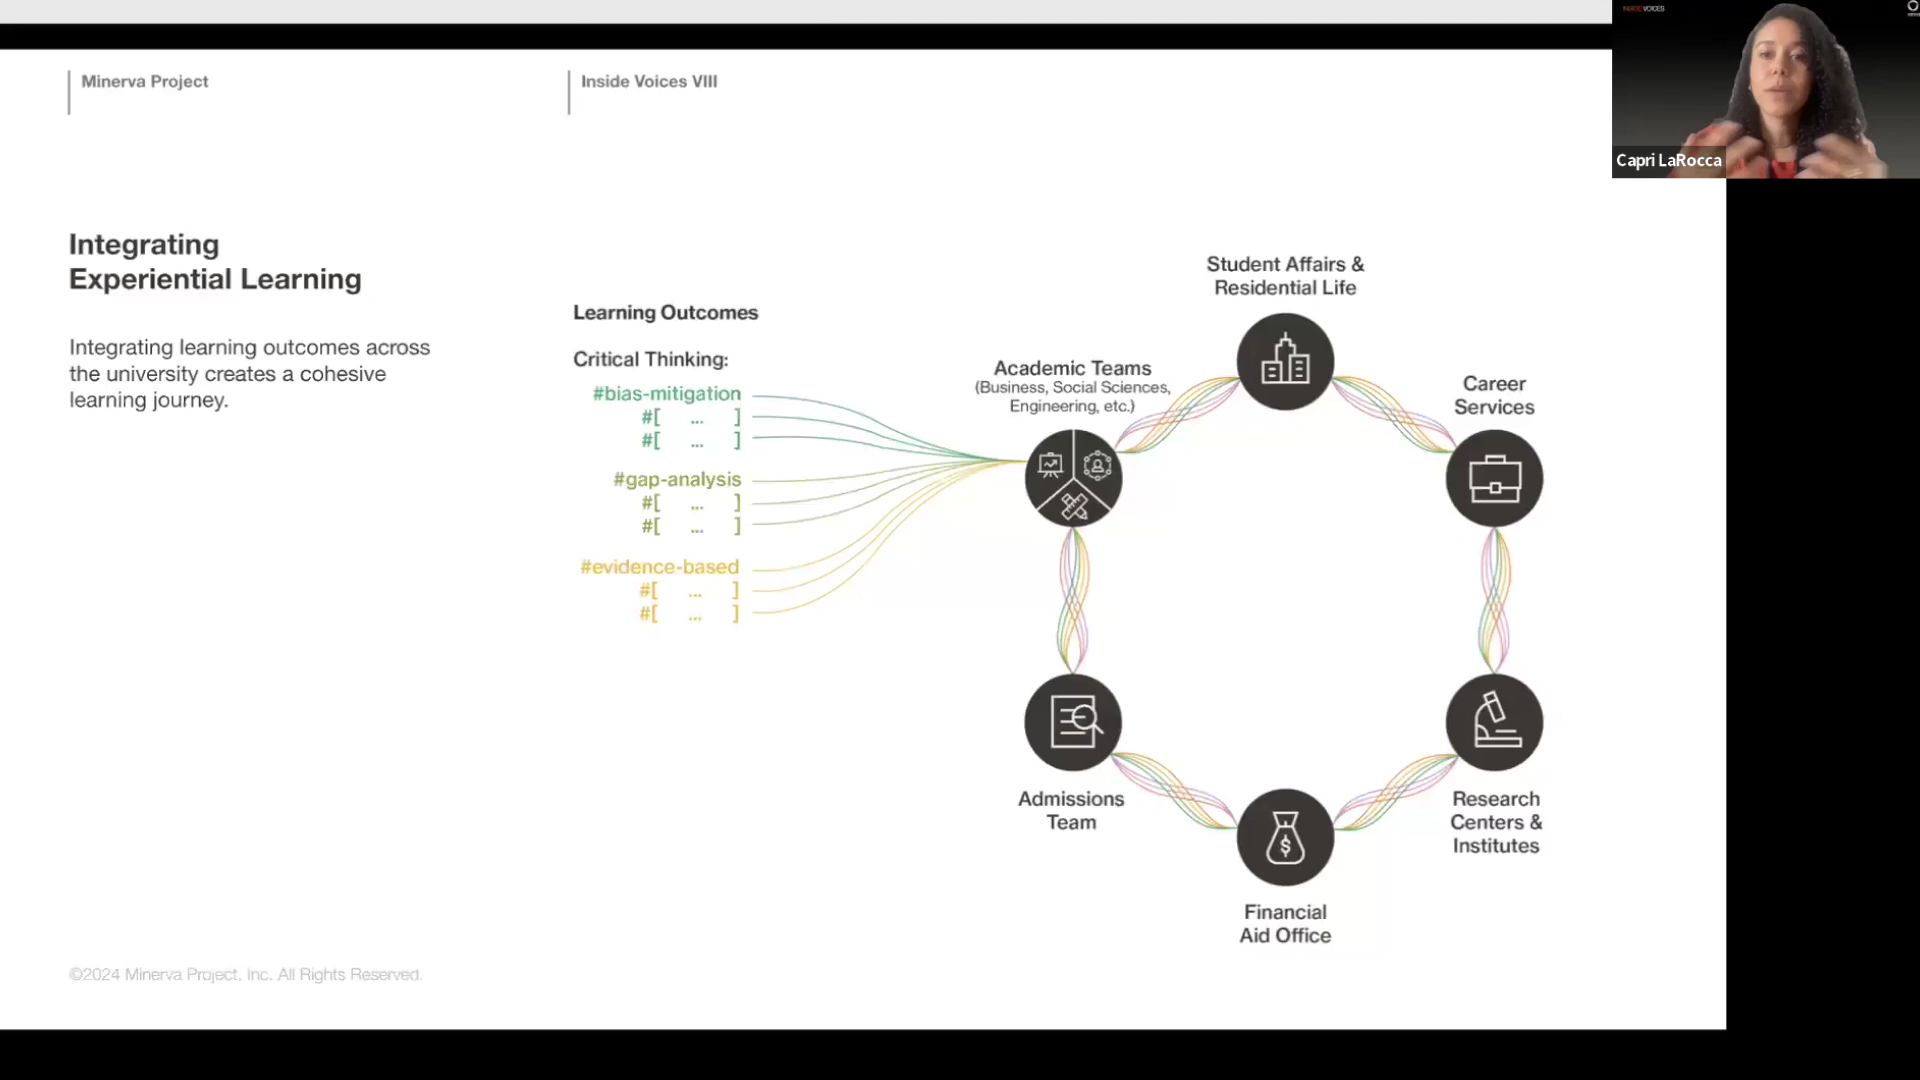 INSIDE VOICES
Capri LaRocca
Minerva Project
Inside Voices VIII
Integrating
Experiential Learning
Integrating learning outcomes across
the university creates a cohesive
learning journey.
Learning Outcomes
Critical Thinking:
#bias-mitigation
#[ ... ]
#[ ... ]
#gap-analysis
#[ ... ]
#[ ... ]
#evidence-based
#[ ... ]
#[ ... ]
Student Affairs &
Residential Life
Academic Teams
(Business, Social Sciences,
Engineering, etc.)
Career
Services
Admissions
Team
$
Research
Centers &
Institutes
Financial
Aid Office
©2024 Minerva Project, Inc. All Rights Reserved.